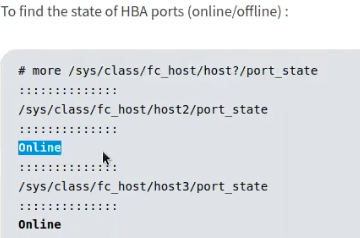 To find the state of HBA ports (online/offline) :
# more /sys/class/fc_host/host?/port_state
::::::::::::::
/sys/class/fc_host/host2/port_state
::::::::::::::
Online
::::::::::::::
/sys/class/fc_host/host3/port_state
::::::::::::::
Online